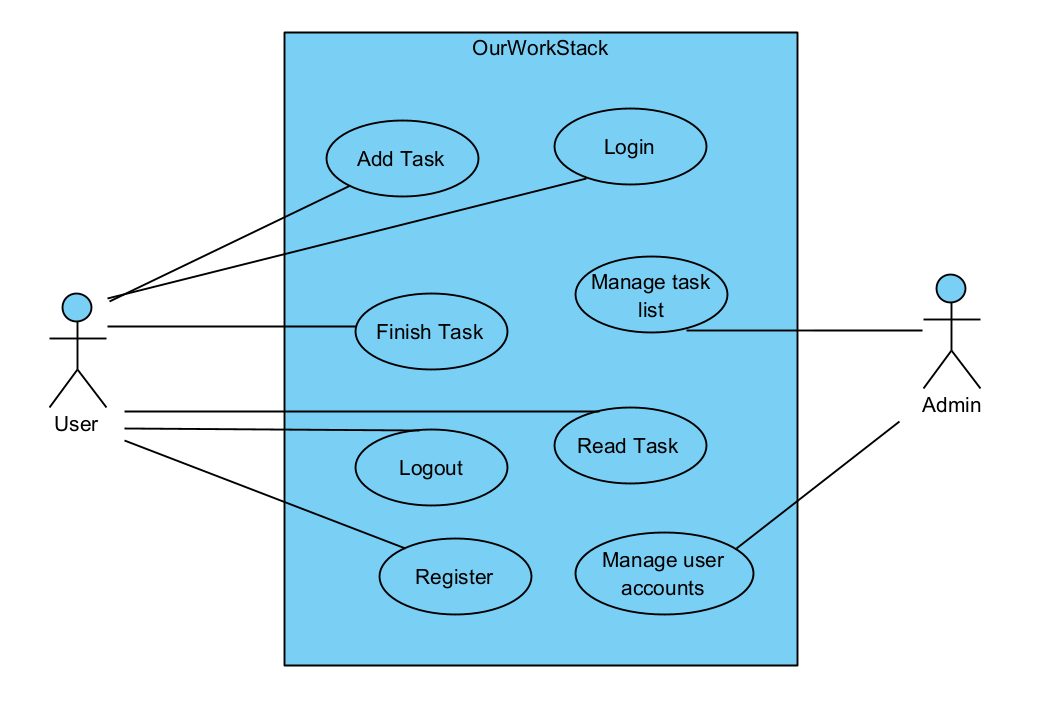 OurWorkStack
Add Task
Login
Manage task
list
Finish Task
User
Admin
Read Task
Logout
Register
Manage user
accounts